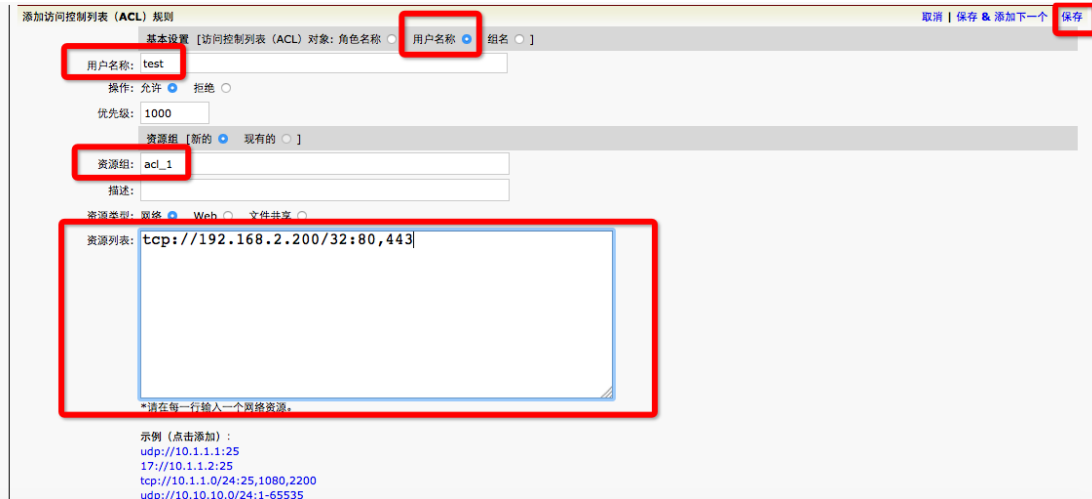 添加访问控制列表（ACL）规则 取消 | 保存 & 添加下一个 | 保存
基本设置 [访问控制列表（ACL）对象: 角色名称 用户名称 组名 ]
用户名称: test
操作: 允许 拒绝
优先级: 1000
资源组 [新的 现有的 ]
资源组: acl_1
描述:
资源类型: 网络 Web 文件共享
资源列表: tcp://192.168.2.200/32:80,443
*请在每一行输入一个网络资源。
示例（点击添加）:
udp://10.1.1.1:25
17://10.1.1.2:25
tcp://10.1.1.0/24:25,1080,2200
udp://10.10.10.0/24:1-65535